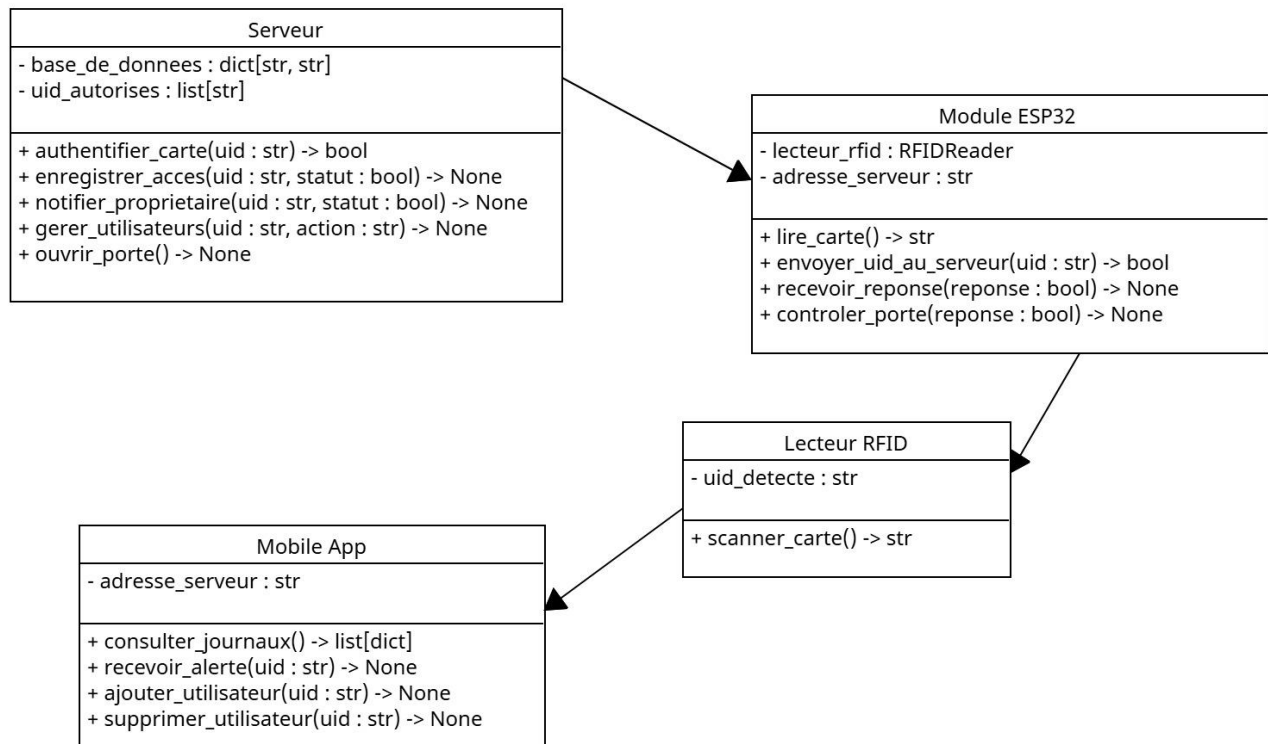 Serveur
- base_de_donnees : dict[str, str]
- uid_autorises : list[str]
+ authentifier_carte(uid : str) -> bool
+ enregistrer_acces(uid : str, statut : bool) -> None
+ notifier_proprietaire(uid : str, statut : bool) -> None
+ gerer_utilisateurs(uid : str, action : str) -> None
+ ouvrir_porte() -> None
Module ESP32
- lecteur_rfid : RFIDReader
- adresse_serveur : str
+ lire_carte() -> str
+ envoyer_uid_au_serveur(uid : str) -> bool
+ recevoir_reponse(reponse : bool) -> None
+ controler_porte(reponse : bool) -> None
Lecteur RFID
- uid_detecte : str
+ scanner_carte() -> str
Mobile App
- adresse_serveur : str
+ consulter_journaux() -> list[dict]
+ recevoir_alerte(uid : str) -> None
+ ajouter_utilisateur(uid : str) -> None
+ supprimer_utilisateur(uid : str) -> None